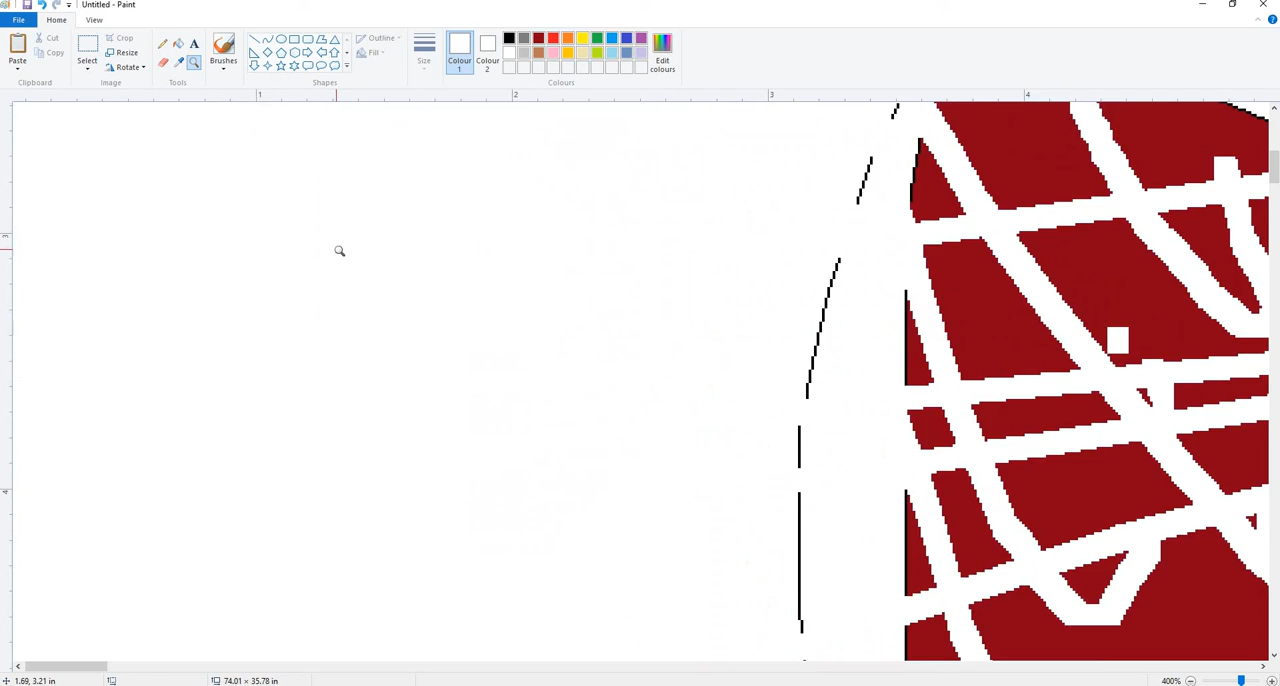 Untitled - Paint
File Home View
Paste
Cut
Copy
Clipboard
Select
Crop
Resize
Rotate
Image
A
Tools
Brushes
Outline
Fill
Shapes
Size
Colour
1
Colour
2
Edit
colours
Colours
1 2 3 4
3
4
1.69, 3.21 in
74.01 × 35.78 in
400%